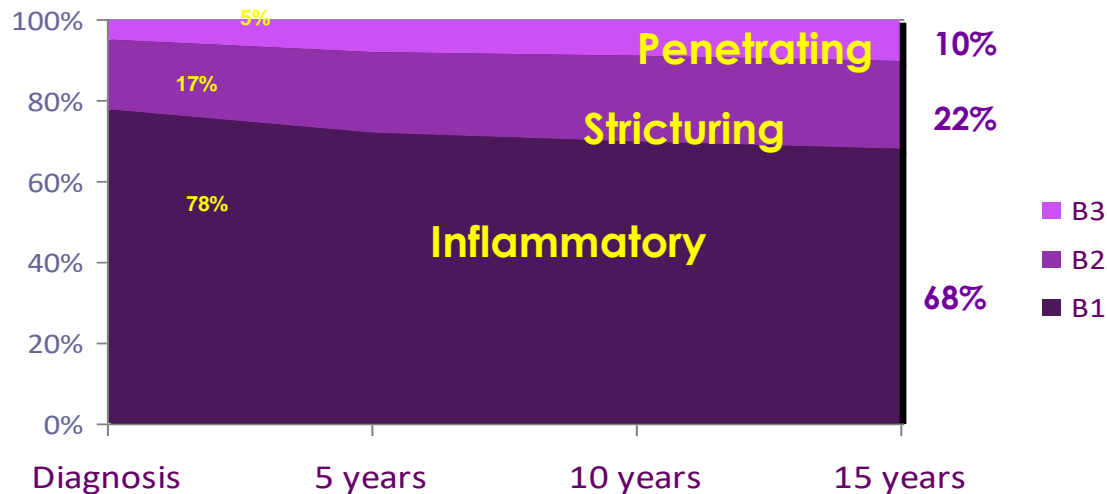 100%
5%
Penetrating
10%
17%
80%
Stricturing
22%
60%
78%
B3
Inflammatory
B2
40%
68%
B1
20%
0%
Diagnosis
5 years
10 years
15 years